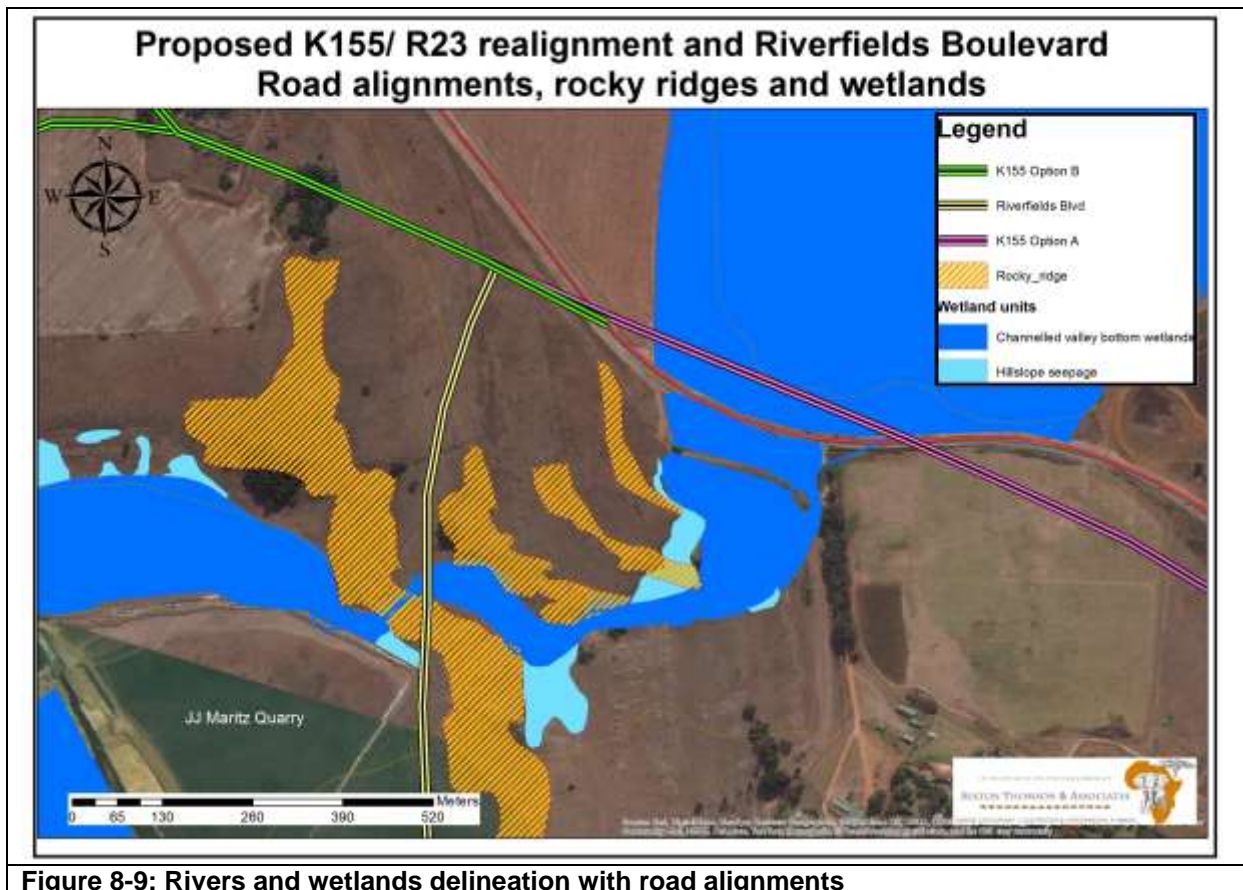 Proposed K155/ R23 realignment and Riverfields Boulevard
Road alignments, rocky ridges and wetlands
N
W E
S
Legend
K155 Option B
Riverfields Blvd
K155 Option A
Rocky_ridge
Wetland units
Channelled valley bottom wetlands
Hillslope seepage
JJ Maritz Quarry
Meters
0 65 130 260 390 520
Figure 8-9: Rivers and wetlands delineation with road alignments